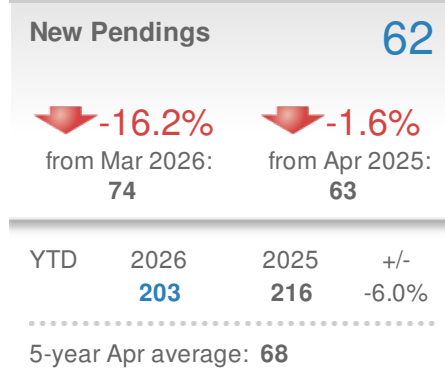 New Pendings 62
-16.2% -1.6%
from Mar 2026: from Apr 2025:
74 63
YTD 2026 2025 +/-
203 216 -6.0%
5-year Apr average: 68